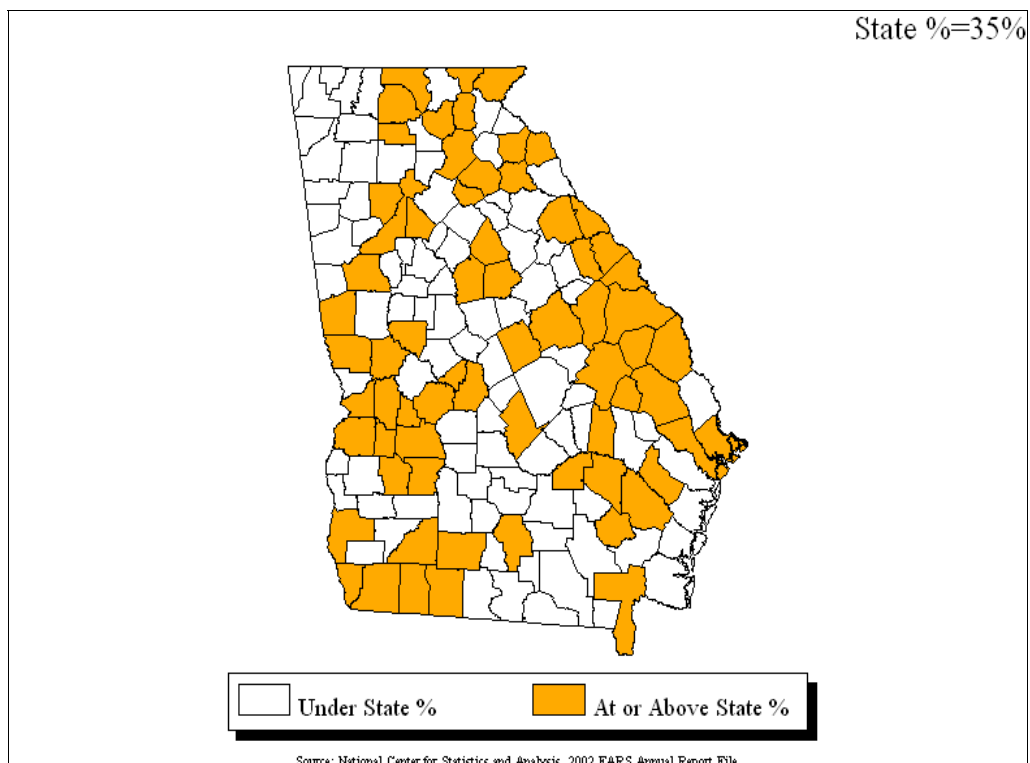 State %=35%
Under State %
At or Above State %
Source: National Center for Statistics and Analysis, 2002 FARS Annual Report File